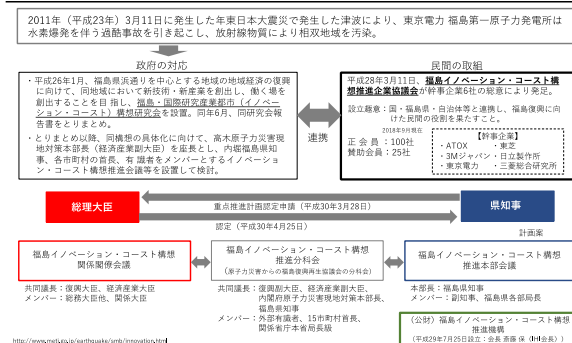 2011年（平成23年）3月11日に発生した年東日本大震災で発生した津波により、東京電力 福島第一原子力発電所は
水素爆発を伴う過酷事故を引き起こし、放射線物質により相双地域を汚染。
政府の対応
民間の取組
・平成26年1月、福島県浜通りを中心とする地域の地域経済の復興
に向けて、同地域において新技術・新産業を創出し、働く場を
創出することを目 指し、福島・国際研究産業都市（イノベー
ション・コースト）構想研究会を設置。同年6月、同研究会報
告書をとりまとめ。
・とりまとめ以降、同構想の具体化に向けて、高木原子力災害現
地対策本部長（経済産業副大臣）を座長とし、内堀福島県知
事、各市町村の首長、有 識者をメンバーとするイノベーショ
ン・コースト構想推進会議等を設置して検討。
連携
平成28年3月11日、福島イノベーション・コースト構
想推進企業協議会が幹事企業6社の総意により発足。
設立趣意：国・福島県・自治体等と連携し、福島復興に向
けた民間の役割を果たすこと。
2018年9月現在
正 会 員 ：100社
賛助会員：25社
【幹事企業】
・ATOX ・東芝
・3Mジャパン・日立製作所
・東京電力 ・三菱総合研究所
総理大臣
重点推進計画認定申請（平成30年3月28日）
県知事
認定（平成30年4月25日）
計画案
福島イノベーション・コースト構想
関係閣僚会議
福島イノベーション・コースト構想
推進分科会
（原子力災害からの福島復興再生協議会の分科会）
福島イノベーション・コースト構想
推進本部会議
共同議長：復興大臣、経済産業大臣
メンバー：総務大臣他、関係大臣
共同議長：復興副大臣、経済産業副大臣、
内閣府原子力災害現地対策本部長、
福島県知事
メンバー：外部有識者、15市町村首長、
関係省庁本省局長級
本部長：福島県知事
メンバー：副知事、福島県各部局長
（公財）福島イノベーション・コースト構想
推進機構
（平成29年7月25日設立：会長 斎藤 保（IHI会長））
http://www.meti.go.jp/earthquake/smb/innovation.html